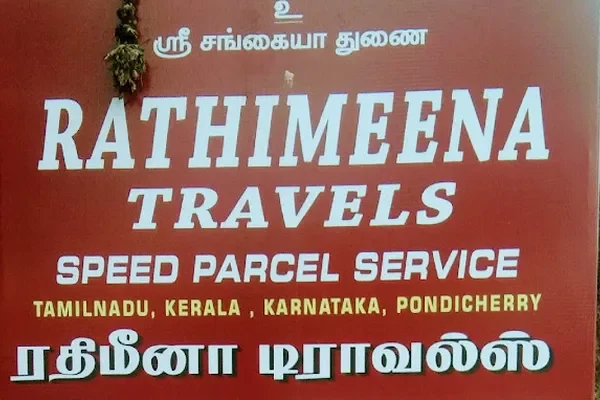 உ
ஸ்ரீ சங்கையா துணை
RATHIMEENA
TRAVELS
SPEED PARCEL SERVICE
TAMILNADU, KERALA , KARNATAKA, PONDICHERRY
ரதிமீனா டிராவல்ஸ்